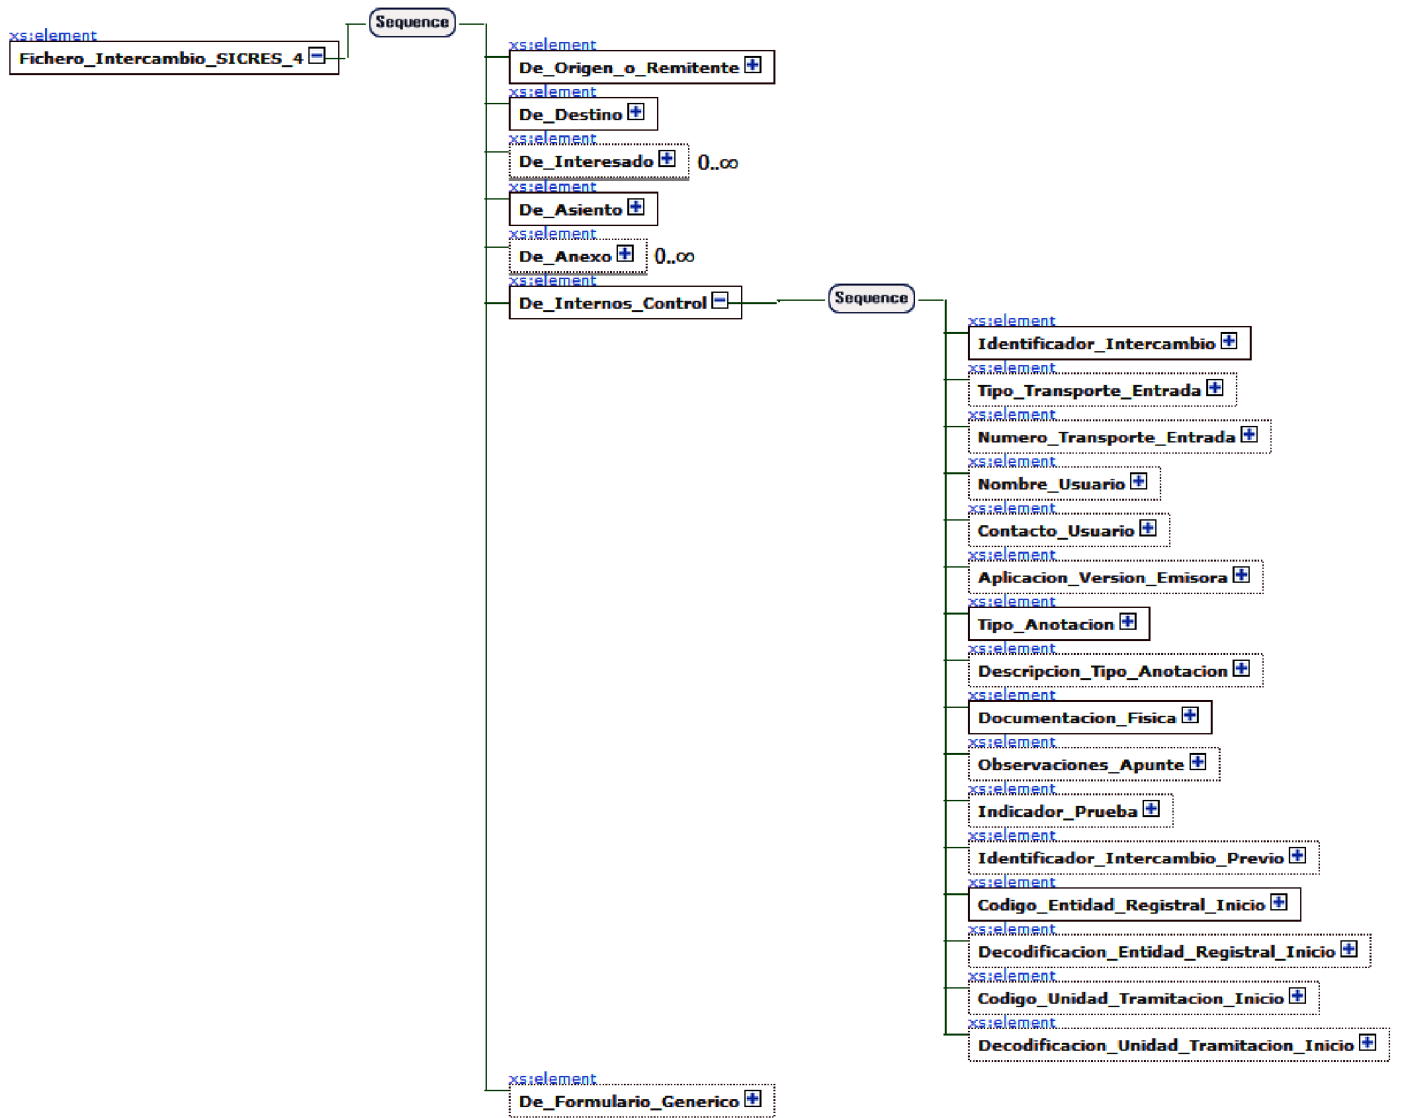 xs:element
Fichero_Intercambio_SICRES_4
Sequence
xs:element
De_Origen_o_Remitente
xs:element
De_Destino
xs:element
De_Interesado 0..∞
xs:element
De_Asiento
xs:element
De_Anexo 0..∞
xs:element
De_Internos_Control
Sequence
xs:element
Identificador_Intercambio
xs:element
Tipo_Transporte_Entrada
xs:element
Numero_Transporte_Entrada
xs:element
Nombre_Usuario
xs:element
Contacto_Usuario
xs:element
Aplicacion_Version_Emisora
xs:element
Tipo_Anotacion
xs:element
Descripcion_Tipo_Anotacion
xs:element
Documentacion_Fisica
xs:element
Observaciones_Apunte
xs:element
Indicador_Prueba
xs:element
Identificador_Intercambio_Previo
xs:element
Codigo_Entidad_Registral_Inicio
xs:element
Decodificacion_Entidad_Registral_Inicio
xs:element
Codigo_Unidad_Tramitacion_Inicio
xs:element
Decodificacion_Unidad_Tramitacion_Inicio
xs:element
De_Formulario_Generico